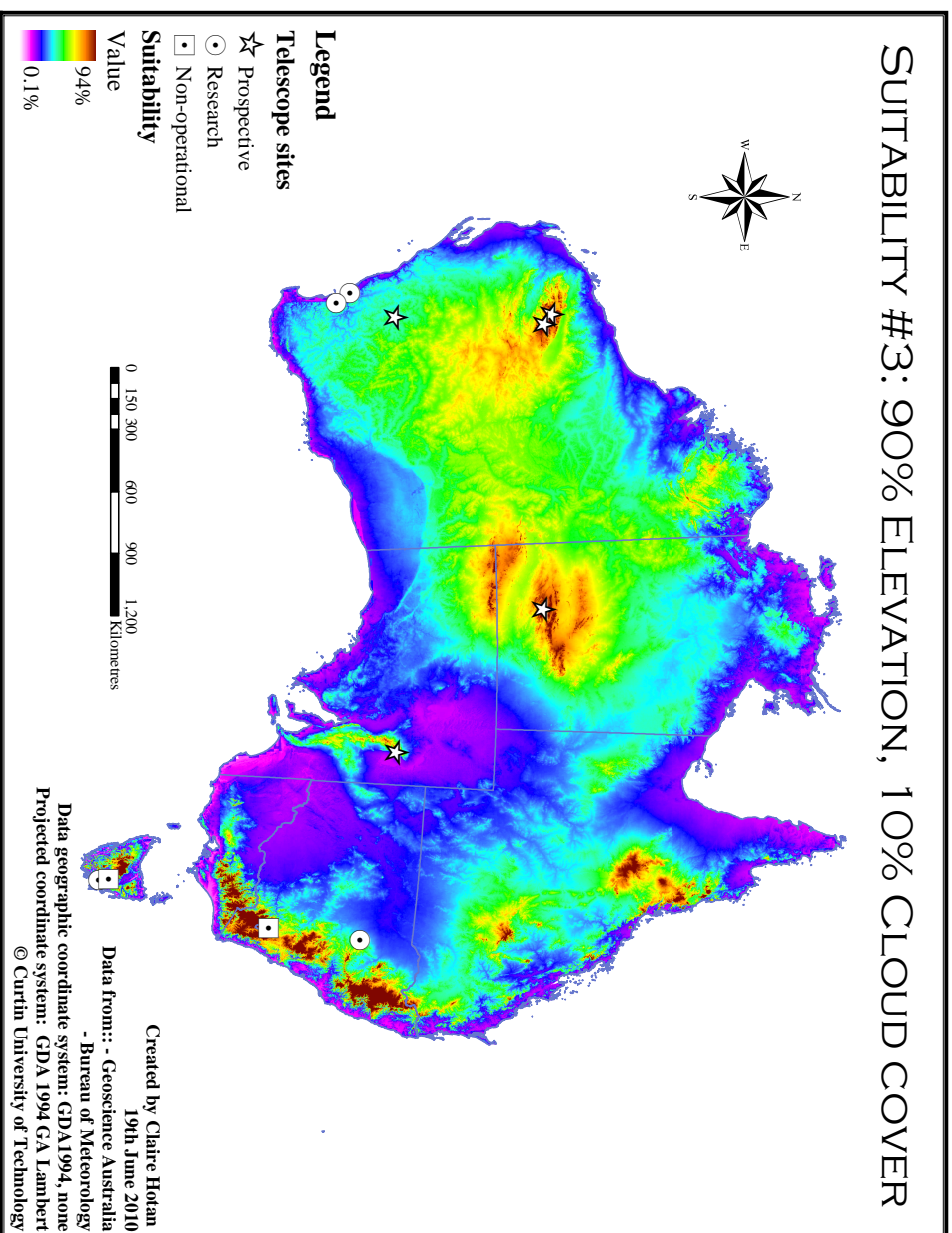 SUITABILITY #3: 90% ELEVATION, 10% CLOUD COVER
N
W
E
S
Legend
Telescope sites
Prospective
Research
Non-operational
Suitability
Value
94%
0.1%
0 150 300 600 900 1,200
Kilometres
Created by Claire Hotan
19th June 2010
Data from:: - Geoscience Australia
- Bureau of Meteorology
Data geographic coordinate system: GDA1994, none
Projected coordinate system: GDA 1994 GA Lambert
© Curtin University of Technology